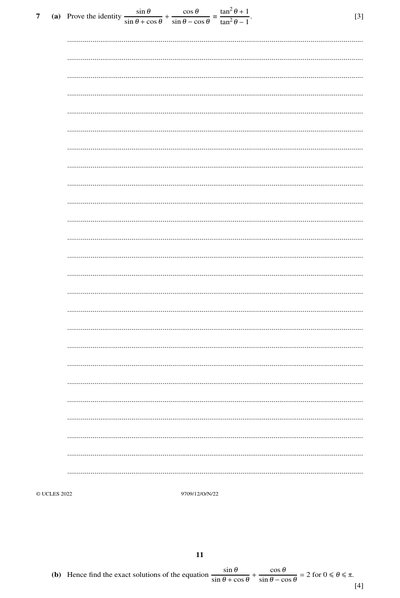 7 (a) Prove the identity sin θ / (sin θ + cos θ) + cos θ / (sin θ − cos θ) ≡ (tan² θ + 1) / (tan² θ − 1). [3]
© UCLES 2022 9709/12/O/N/22
11
(b) Hence find the exact solutions of the equation sin θ / (sin θ + cos θ) + cos θ / (sin θ − cos θ) = 2 for 0 ⩽ θ ⩽ π.
[4]